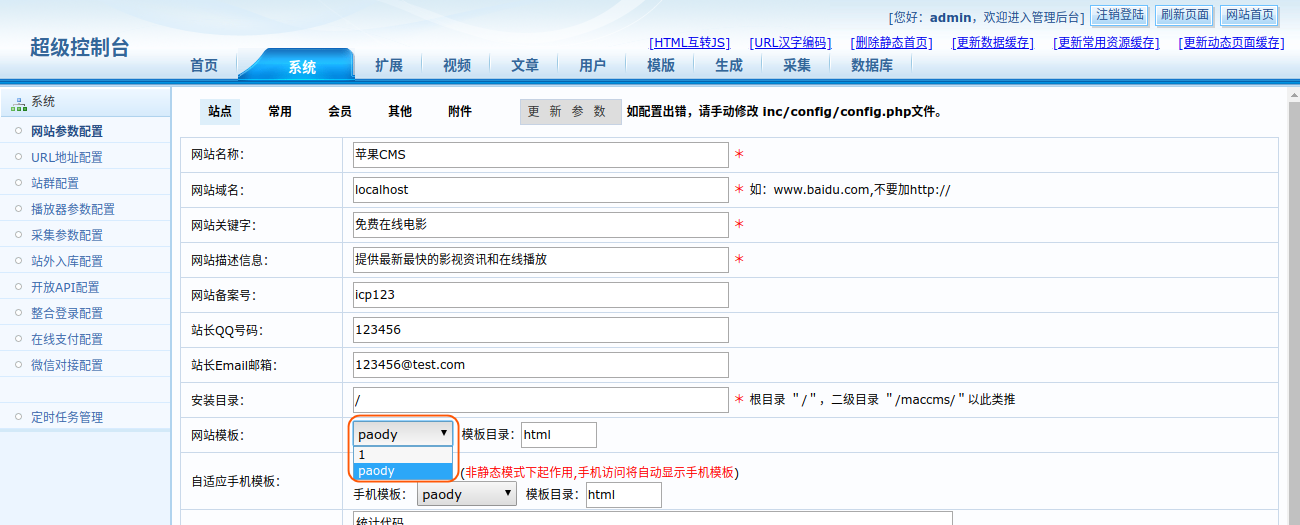 [您好：admin，欢迎进入管理后台] 注销登陆 刷新页面 网站首页
超级控制台
[HTML互转JS] [URL汉字编码] [删除静态首页] [更新数据缓存] [更新常用资源缓存] [更新动态页面缓存]
首页 系统 扩展 视频 文章 用户 模版 生成 采集 数据库
系统
网站参数配置
URL地址配置
站群配置
播放器参数配置
采集参数配置
站外入库配置
开放API配置
整合登录配置
在线支付配置
微信对接配置
定时任务管理
站点 常用 会员 其他 附件 更 新 参 数 如配置出错，请手动修改 inc/config/config.php文件。
网站名称： 苹果CMS *
网站域名： localhost * 如：www.baidu.com,不要加http://
网站关键字： 免费在线电影 *
网站描述信息： 提供最新最快的影视资讯和在线播放 *
网站备案号： icp123
站长QQ号码： 123456
站长Email邮箱： 123456@test.com
安装目录： / * 根目录 ＂/＂，二级目录 ＂/maccms/＂以此类推
网站模板： paody 模板目录： html
1
paody
自适应手机模板： (非静态模式下起作用,手机访问将自动显示手机模板)
手机模板： paody 模板目录： html
统计代码